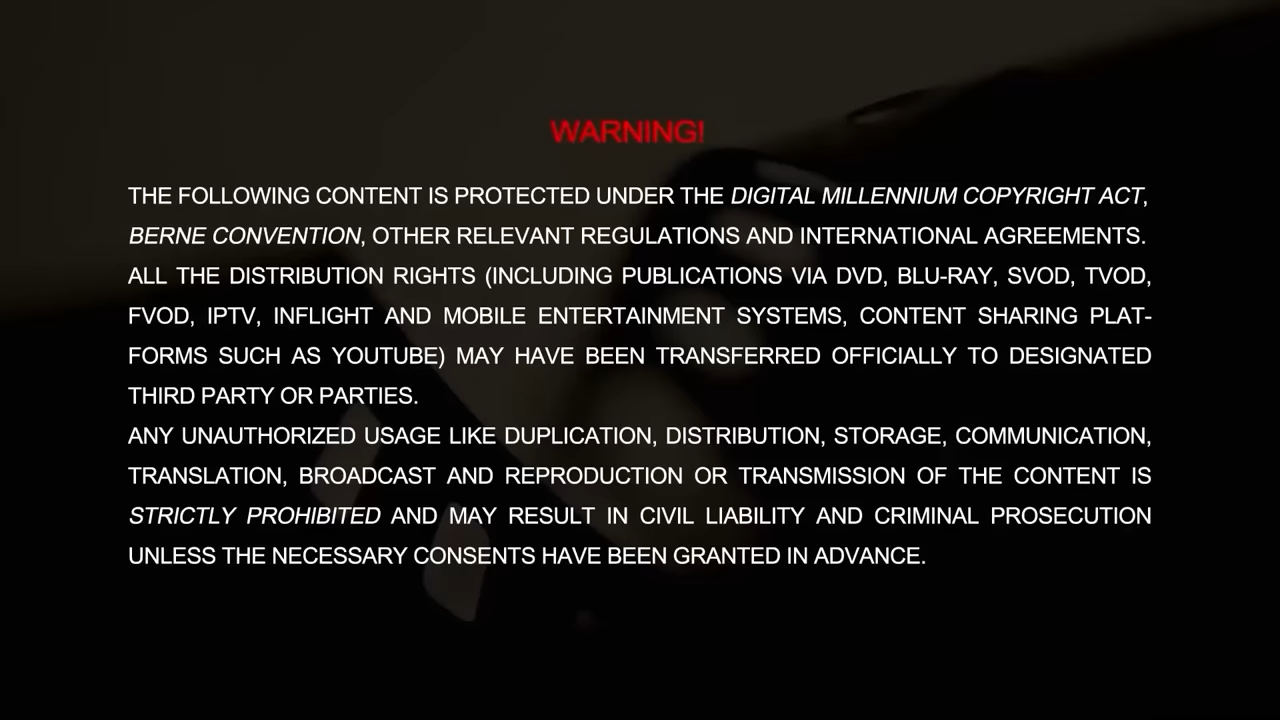 WARNING!
THE FOLLOWING CONTENT IS PROTECTED UNDER THE DIGITAL MILLENNIUM COPYRIGHT ACT,
BERNE CONVENTION, OTHER RELEVANT REGULATIONS AND INTERNATIONAL AGREEMENTS.
ALL THE DISTRIBUTION RIGHTS (INCLUDING PUBLICATIONS VIA DVD, BLU-RAY, SVOD, TVOD,
FVOD, IPTV, INFLIGHT AND MOBILE ENTERTAINMENT SYSTEMS, CONTENT SHARING PLAT-
FORMS SUCH AS YOUTUBE) MAY HAVE BEEN TRANSFERRED OFFICIALLY TO DESIGNATED
THIRD PARTY OR PARTIES.
ANY UNAUTHORIZED USAGE LIKE DUPLICATION, DISTRIBUTION, STORAGE, COMMUNICATION,
TRANSLATION, BROADCAST AND REPRODUCTION OR TRANSMISSION OF THE CONTENT IS
STRICTLY PROHIBITED AND MAY RESULT IN CIVIL LIABILITY AND CRIMINAL PROSECUTION
UNLESS THE NECESSARY CONSENTS HAVE BEEN GRANTED IN ADVANCE.